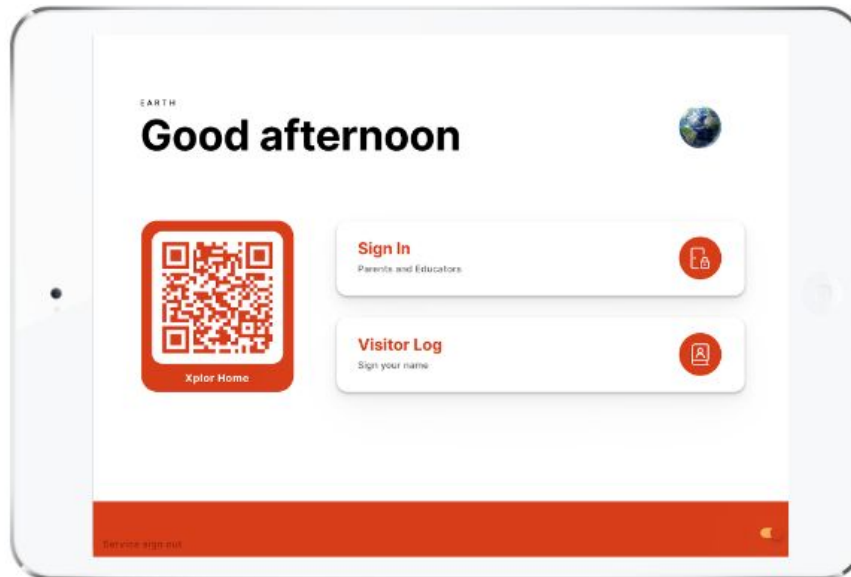 EARTH
Good afternoon
Sign In
Parents and Educators
Visitor Log
Sign your name
Xplor Home
Service sign out